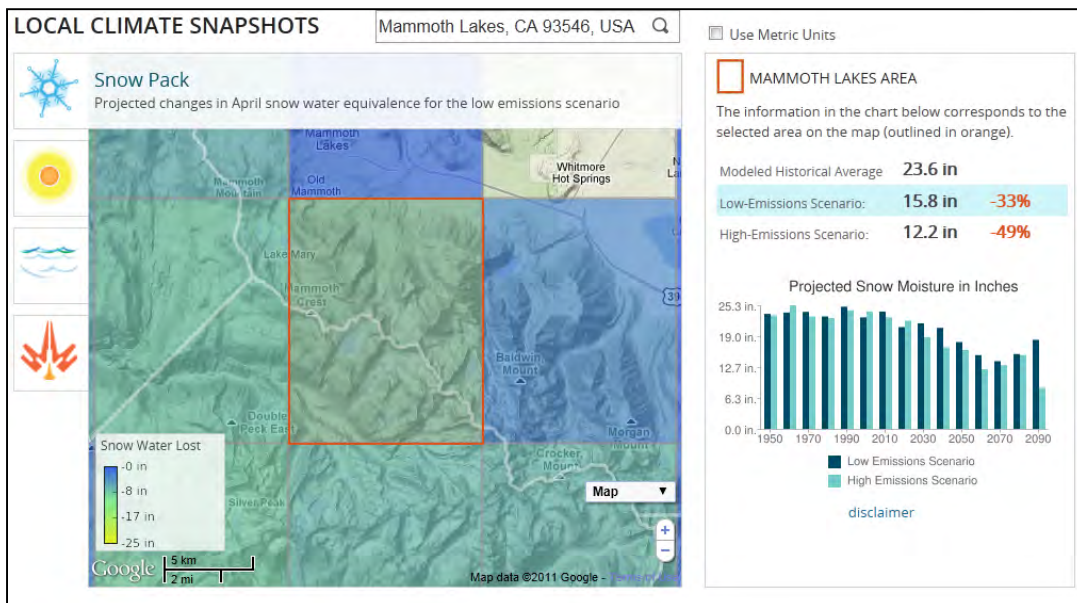 LOCAL CLIMATE SNAPSHOTS
Mammoth Lakes, CA 93546, USA
Use Metric Units
Snow Pack
Projected changes in April snow water equivalence for the low emissions scenario
Mammoth
Lakes
Old
Mammoth
Mammoth
Mountain
Whitmore
Hot Springs
Lake Mary
Mammoth
Crest
39
Baldwin
Mount
Double
Peck East
Morgan
Mount
Crocker,
Mount
Silver Peak
Snow Water Lost
-0 in
-8 in
-17 in
-25 in
Map
+
−
Google
5 km
2 mi
Map data ©2011 Google -
MAMMOTH LAKES AREA
The information in the chart below corresponds to the
selected area on the map (outlined in orange).
Modeled Historical Average 23.6 in
Low-Emissions Scenario: 15.8 in -33%
High-Emissions Scenario: 12.2 in -49%
Projected Snow Moisture in Inches
25.3 in.
19.0 in.
12.7 in.
6.3 in.
0.0 in.
1950 1970 1990 2010 2030 2050 2070 2090
Low Emissions Scenario
High Emissions Scenario
disclaimer